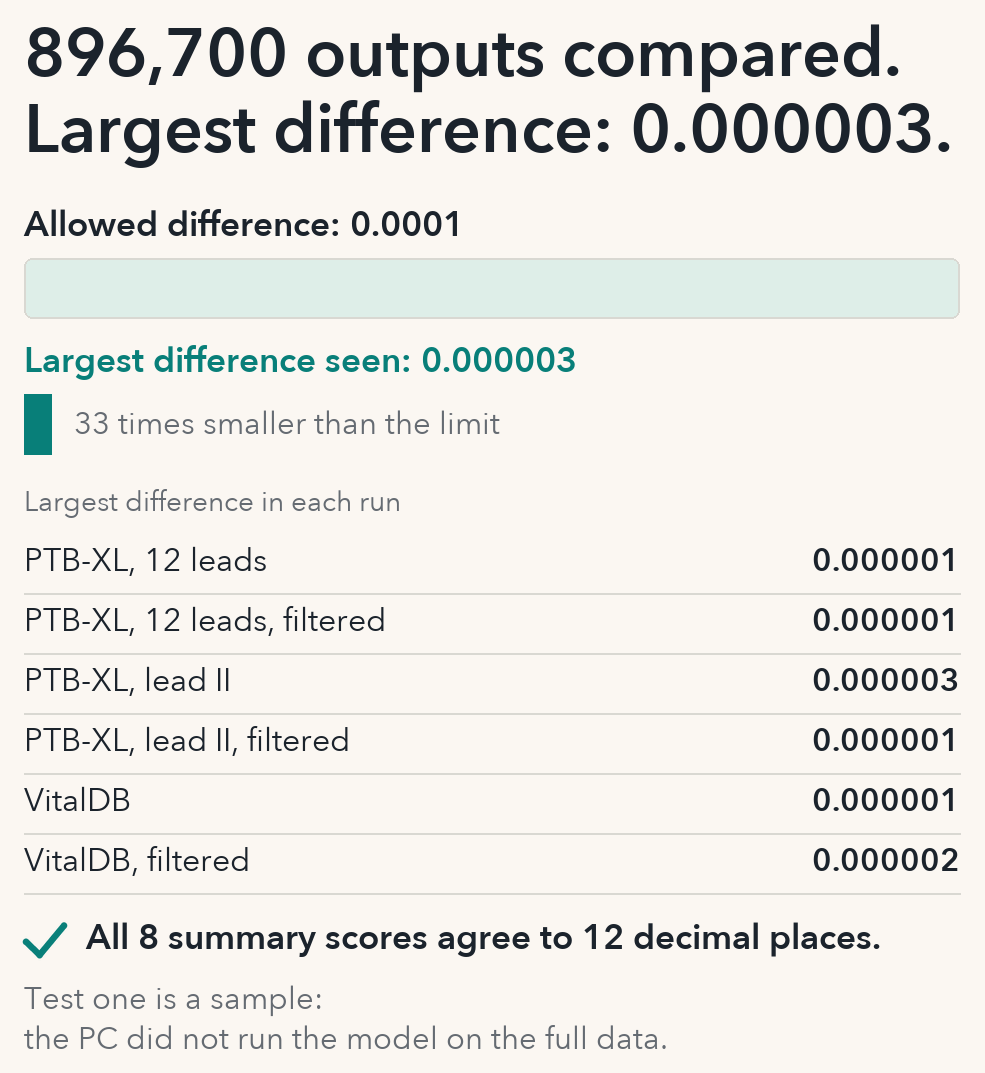 896,700 outputs compared.
Largest difference: 0.000003.
Allowed difference: 0.0001
Largest difference seen: 0.000003
33 times smaller than the limit
Largest difference in each run
PTB-XL, 12 leads 0.000001
PTB-XL, 12 leads, filtered 0.000001
PTB-XL, lead II 0.000003
PTB-XL, lead II, filtered 0.000001
VitalDB 0.000001
VitalDB, filtered 0.000002
All 8 summary scores agree to 12 decimal places.
Test one is a sample:
the PC did not run the model on the full data.